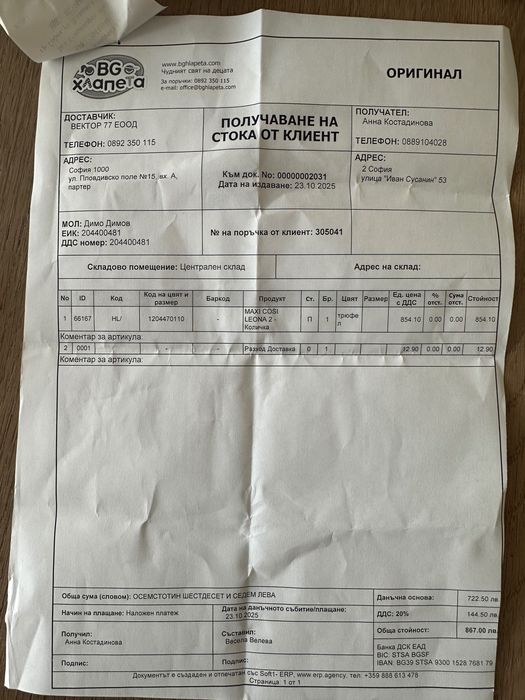 BG
ХЛАПЕТА
www.bghlapeta.com
Чудният свят на децата
За поръчки: 0892 350 115
e-mail: office@bghlapeta.com
ОРИГИНАЛ
ДОСТАВЧИК:
ВЕКТОР 77 ЕООД
ТЕЛЕФОН: 0892 350 115
ПОЛУЧАВАНЕ НА
СТОКА ОТ КЛИЕНТ
ПОЛУЧАТЕЛ:
Анна Костадинова
ТЕЛЕФОН: 0889104028
АДРЕС:
София 1000
ул. Пловдивско поле №15, вх. А,
партер
Към док. No: 00000002031
Дата на издаване: 23.10.2025
АДРЕС:
2 София
улица "Иван Сусанин" 53
МОЛ: Димо Димов
ЕИК: 204400481
ДДС номер: 204400481
№ на поръчка от клиент: 305041
Складово помещение: Централен склад
Адрес на склад:
No ID Код Код на цвят и размер Баркод Продукт Ст. Бр. Цвят Размер Ед. цена с ДДС % отст. Сума отст. Стойност
1 66167 HL/ 1204470110 - MAXI COSI LEONA 2 - Количка П 1 трюфел 854.10 0.00 0.00 854.10
Коментар за артикула:
2 0001 - - Разход Доставка 0 1 12.90 0.00 0.00 12.90
Коментар за артикула:
Обща сума (словом): ОСЕМСТОТИН ШЕСТДЕСЕТ И СЕДЕМ ЛЕВА
Данъчна основа: 722.50 лв.
Начин на плащане: Наложен платеж
Дата на данъчното събитие/плащане:
23.10.2025
ДДС: 20% 144.50 лв.
Получил:
Анна Костадинова
Съставил:
Весела Велева
Обща стойност: 867.00 лв.
Банка ДСК ЕАД
BIC: STSA BGSF
IBAN: BG39 STSA 9300 1528 7681 79
Подпис:
Подпис:
Документът е създаден и отпечатан със Soft1- ERP, www.erp.agency. тел: +359 888 613 478
Страница: 1 от 1